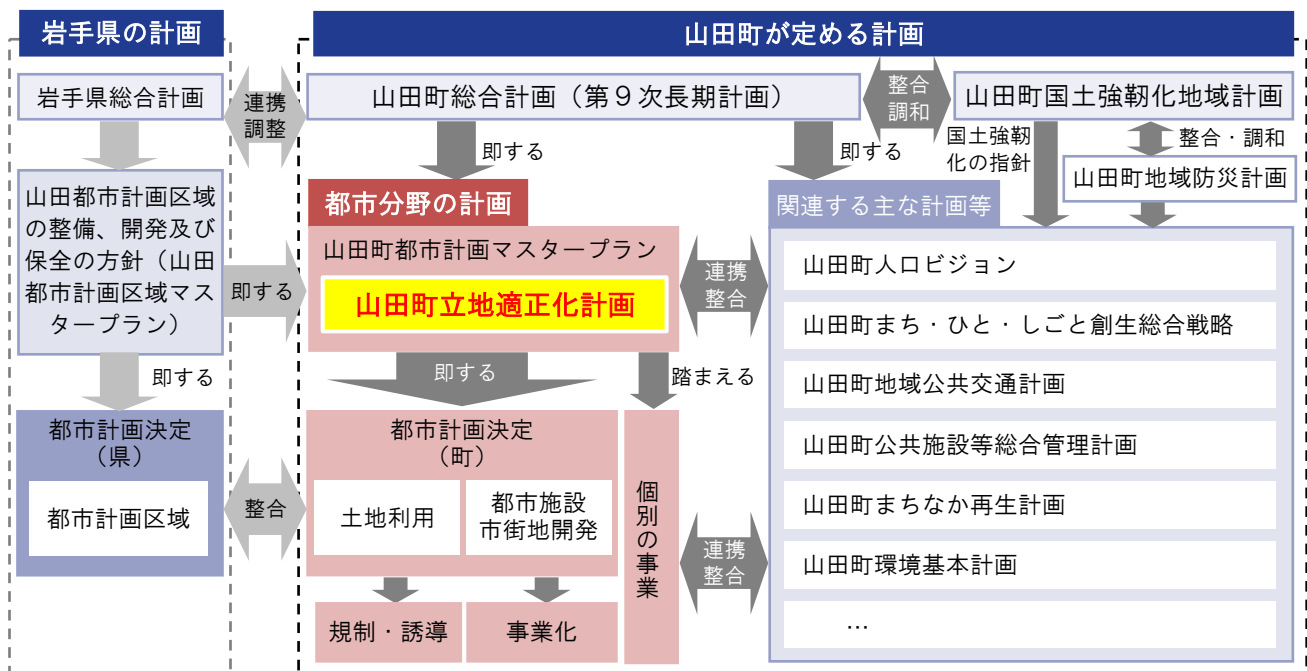 岩手県の計画
岩手県総合計画
山田都市計画区域
の整備、開発及び
保全の方針（山田
都市計画区域マス
タープラン）
即する
都市計画決定
（県）
都市計画区域
連携
調整
即する
整合
山田町が定める計画
山田町総合計画（第９次長期計画）
整合
調和
山田町国土強靭化地域計画
即する
即する
国土強靭
化の指針
整合・調和
山田町地域防災計画
都市分野の計画
山田町都市計画マスタープラン
山田町立地適正化計画
連携
整合
即する
踏まえる
都市計画決定
（町）
土地利用
都市施設
市街地開発
規制・誘導
事業化
個別の事業
連携
整合
関連する主な計画等
山田町人口ビジョン
山田町まち・ひと・しごと創生総合戦略
山田町地域公共交通計画
山田町公共施設等総合管理計画
山田町まちなか再生計画
山田町環境基本計画
…